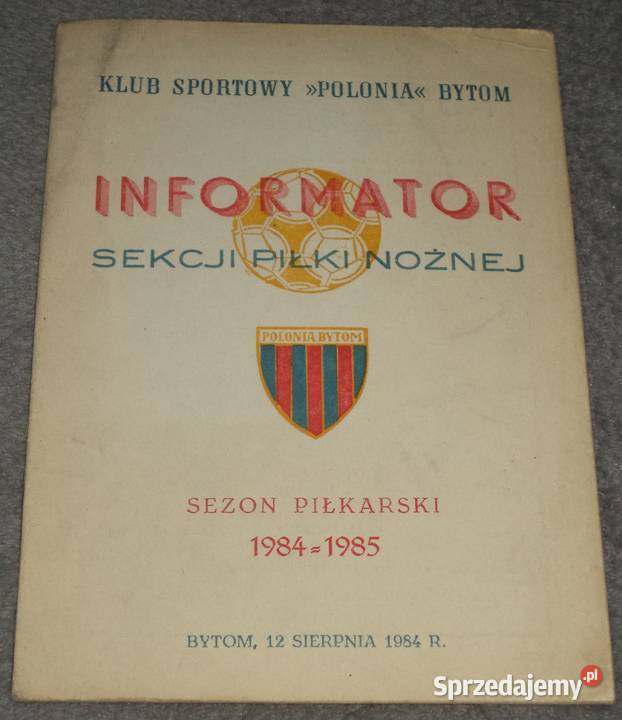 KLUB SPORTOWY »POLONIA« BYTOM
INFORMATOR
SEKCJI PIŁKI NOŻNEJ
POLONIA BYTOM
SEZON PIŁKARSKI
1984=1985
BYTOM, 12 SIERPNIA 1984 R.
Sprzedajemy.pl